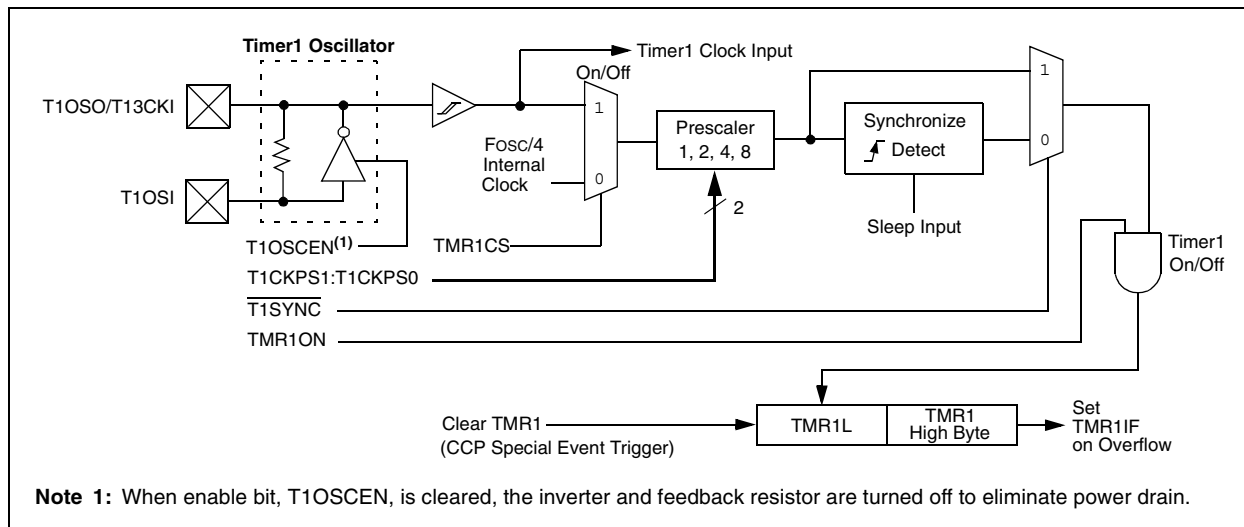 Timer1 Oscillator
Timer1 Clock Input
On/Off
T1OSO/T13CKI
1
FOSC/4
Internal
Clock
0
Prescaler
1, 2, 4, 8
Synchronize
Detect
1
0
T1OSI
2
Sleep Input
T1OSCEN(1)
TMR1CS
T1CKPS1:T1CKPS0
T1SYNC
TMR1ON
Timer1
On/Off
Clear TMR1
(CCP Special Event Trigger)
TMR1L
TMR1
High Byte
Set
TMR1IF
on Overflow
Note 1: When enable bit, T1OSCEN, is cleared, the inverter and feedback resistor are turned off to eliminate power drain.